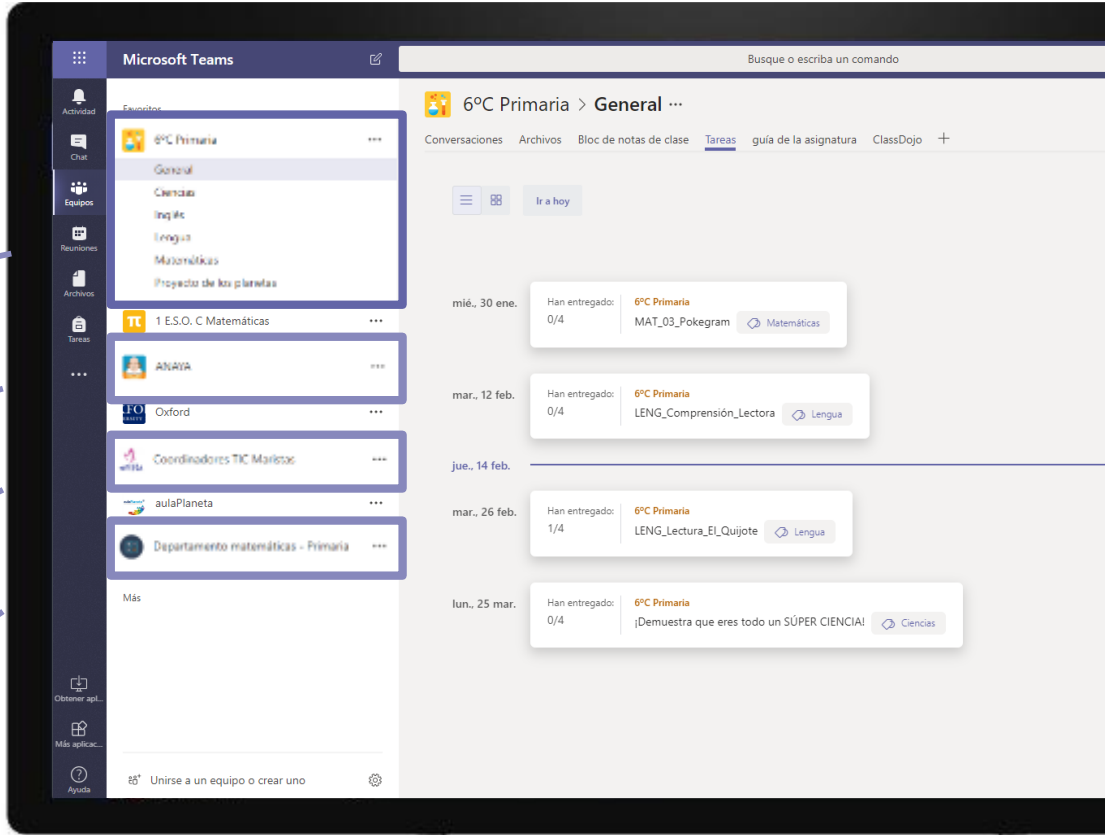 Microsoft Teams
Busque o escriba un comando
Actividad
Chat
Equipos
Reuniones
Archivos
Tareas
Obtener apl...
Más aplicac...
Ayuda
Favoritos
6ºC Primaria
General
Ciencias
Inglés
Lengua
Matemáticas
Proyecto de los planetas
π 1 E.S.O. C Matemáticas
ANAYA
Oxford
Coordinadores TIC Maristas
aulaPlaneta
Departamento matemáticas - Primaria
Más
Unirse a un equipo o crear uno
6ºC Primaria > General ...
Conversaciones Archivos Bloc de notas de clase Tareas guía de la asignatura ClassDojo +
Ir a hoy
mié., 30 ene.
Han entregado:
0/4
6ºC Primaria
MAT_03_Pokegram
Matemáticas
mar., 12 feb.
Han entregado:
0/4
6ºC Primaria
LENG_Comprensión_Lectora
Lengua
jue., 14 feb.
mar., 26 feb.
Han entregado:
1/4
6ºC Primaria
LENG_Lectura_El_Quijote
Lengua
lun., 25 mar.
Han entregado:
0/4
6ºC Primaria
¡Demuestra que eres todo un SÚPER CIENCIA!
Ciencias